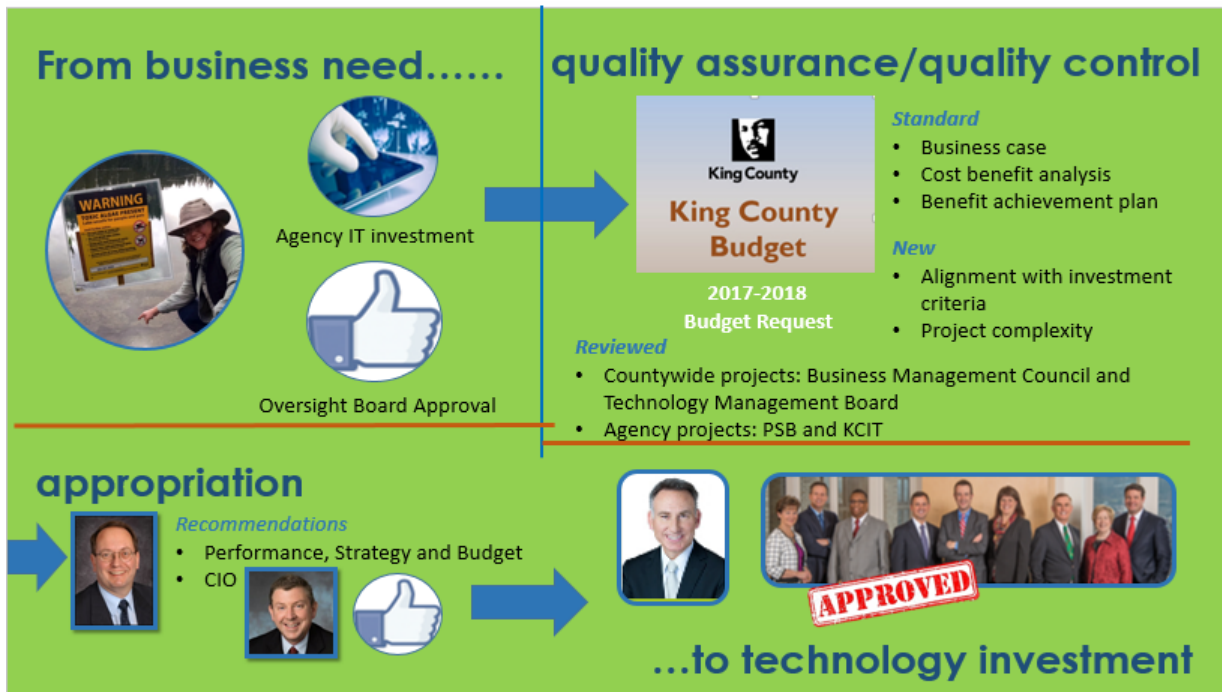 From business need......
WARNING
TOXIC ALGAE PRESENT
Agency IT investment
Oversight Board Approval
quality assurance/quality control
King County
King County
Budget
2017-2018
Budget Request
Standard
• Business case
• Cost benefit analysis
• Benefit achievement plan
New
• Alignment with investment
criteria
• Project complexity
Reviewed
• Countywide projects: Business Management Council and
Technology Management Board
• Agency projects: PSB and KCIT
appropriation
Recommendations
• Performance, Strategy and Budget
• CIO
APPROVED
...to technology investment